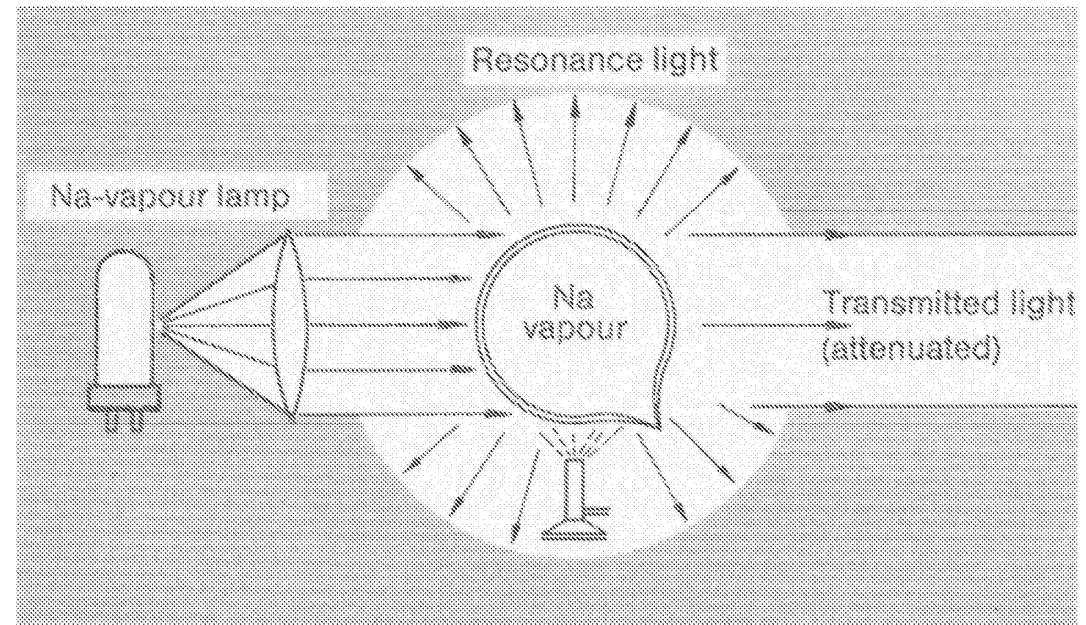 Resonance light
Na-vapour lamp
Na
vapour
Transmitted light
(attenuated)